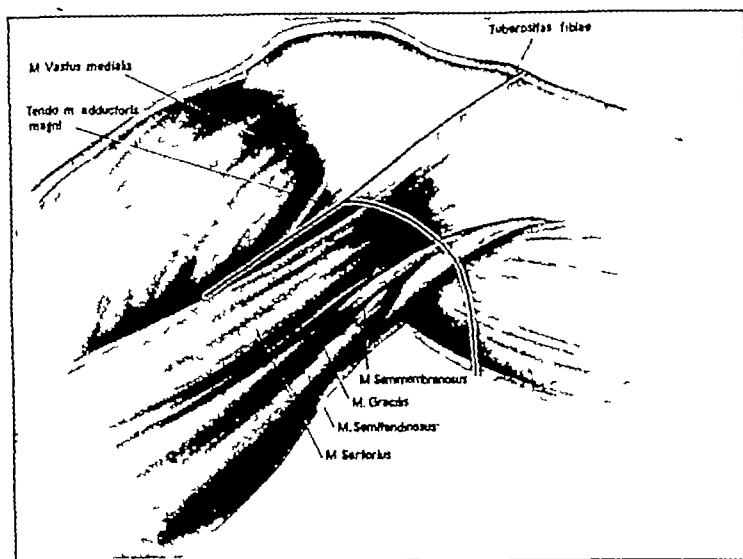 Tuberositas tibiae
M Vastus medialis
Tendo m adductoris
magni
M Semimembranosus
M. Gracilis
M. Semitendinosus
M Sartorius